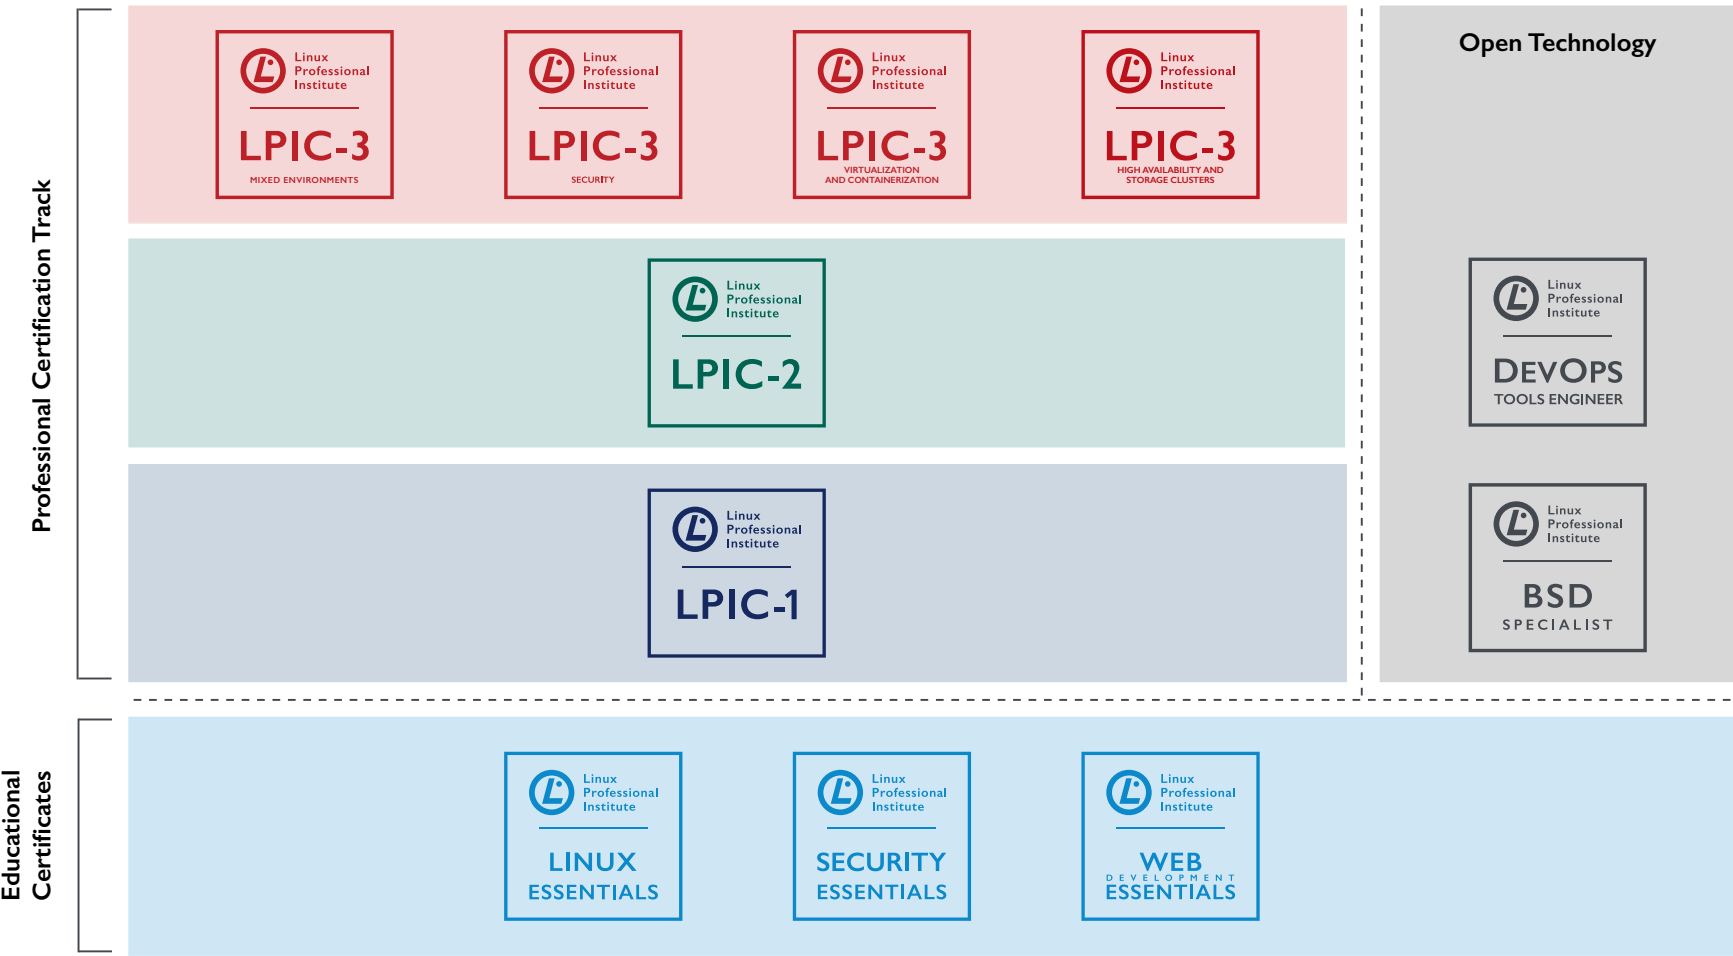 Professional Certification Track
Linux
Professional
Institute
LPIC-3
MIXED ENVIRONMENTS
Linux
Professional
Institute
LPIC-3
SECURITY
Linux
Professional
Institute
LPIC-3
VIRTUALIZATION
AND CONTAINERIZATION
Linux
Professional
Institute
LPIC-3
HIGH AVAILABILITY AND
STORAGE CLUSTERS
Open Technology
Linux
Professional
Institute
LPIC-2
Linux
Professional
Institute
DEVOPS
TOOLS ENGINEER
Linux
Professional
Institute
LPIC-1
Linux
Professional
Institute
BSD
SPECIALIST
Educational
Certificates
Linux
Professional
Institute
LINUX
ESSENTIALS
Linux
Professional
Institute
SECURITY
ESSENTIALS
Linux
Professional
Institute
WEB
DEVELOPMENT
ESSENTIALS